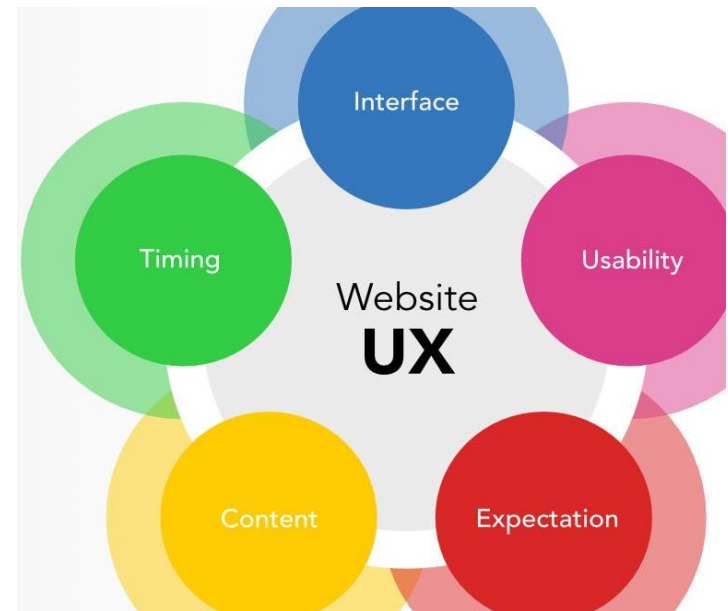 Interface
Timing
Usability
Website
UX
Content
Expectation